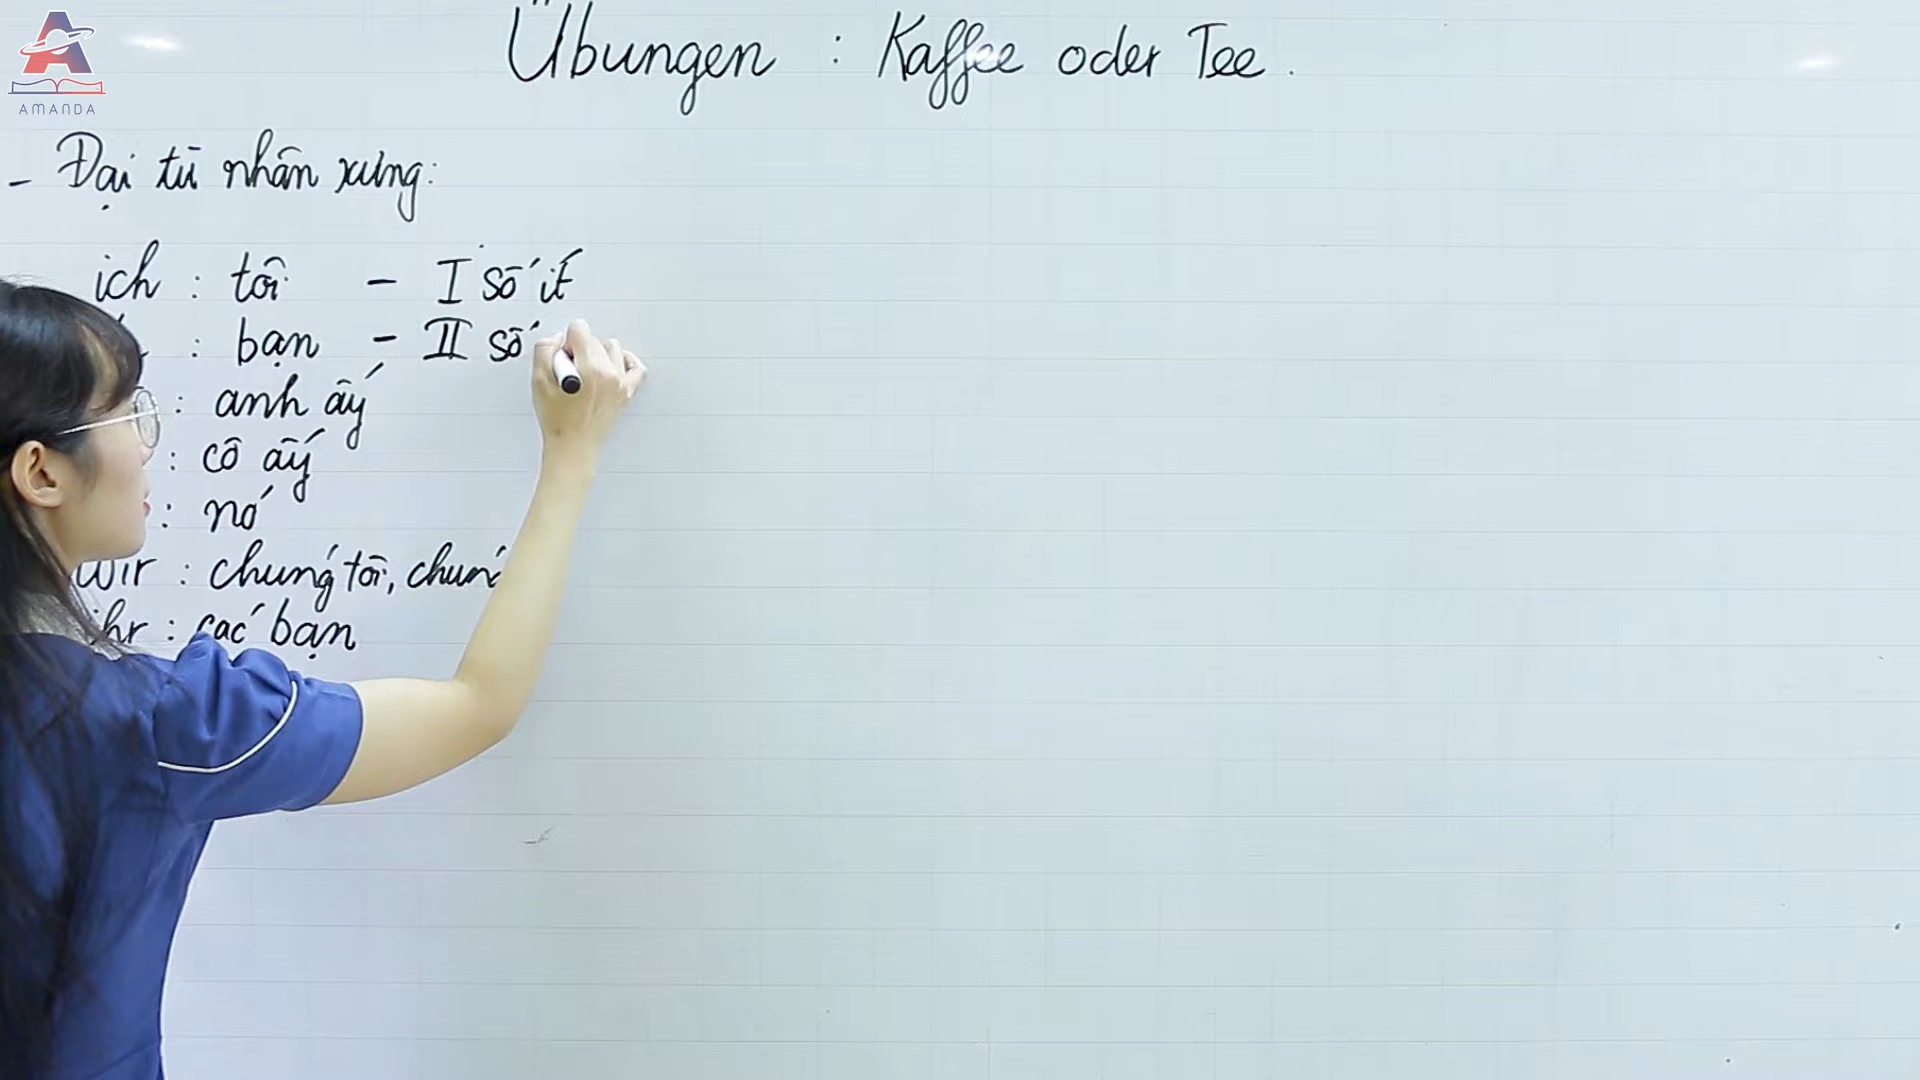 AMANDA
Übungen : Kaffee oder Tee .
- Đại từ nhân xưng:
ich : tôi - I số ít
: bạn - II số
: anh ấy
: cô ấy
: nó
wir : chúng tôi,
ihr : các bạn